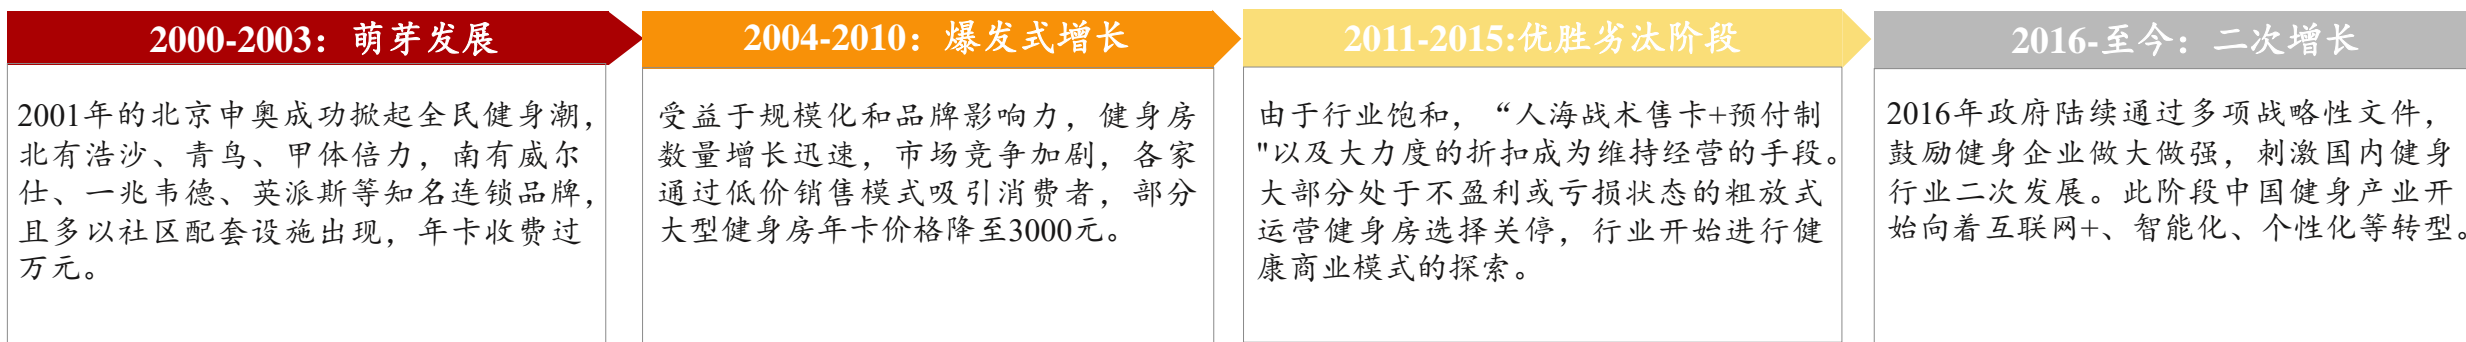 2000-2003：萌芽发展
2001年的北京申奥成功掀起全民健身潮，
北有浩沙、青鸟、甲体倍力，南有威尔
仕、一兆韦德、英派斯等知名连锁品牌，
且多以社区配套设施出现，年卡收费过
万元。
2004-2010：爆发式增长
受益于规模化和品牌影响力，健身房
数量增长迅速，市场竞争加剧，各家
通过低价销售模式吸引消费者，部分
大型健身房年卡价格降至3000元。
2011-2015:优胜劣汰阶段
由于行业饱和，“人海战术售卡+预付制
"以及大力度的折扣成为维持经营的手段。
大部分处于不盈利或亏损状态的粗放式
运营健身房选择关停，行业开始进行健
康商业模式的探索。
2016-至今：二次增长
2016年政府陆续通过多项战略性文件，
鼓励健身企业做大做强，刺激国内健身
行业二次发展。此阶段中国健身产业开
始向着互联网+、智能化、个性化等转型。